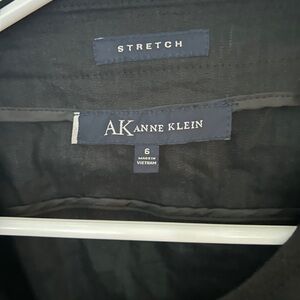 STRETCH
AK ANNE KLEIN
6
MADE IN
VIETNAM